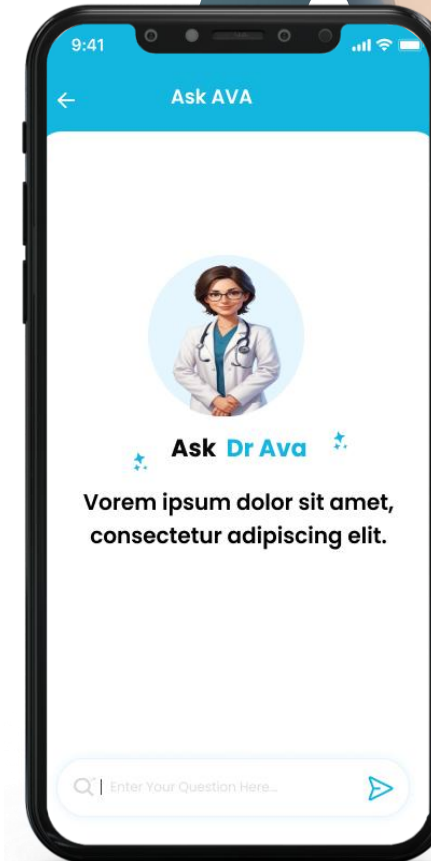 9:41
Ask AVA
Ask Dr Ava
Vorem ipsum dolor sit amet,
consectetur adipiscing elit.
Enter Your Question Here...